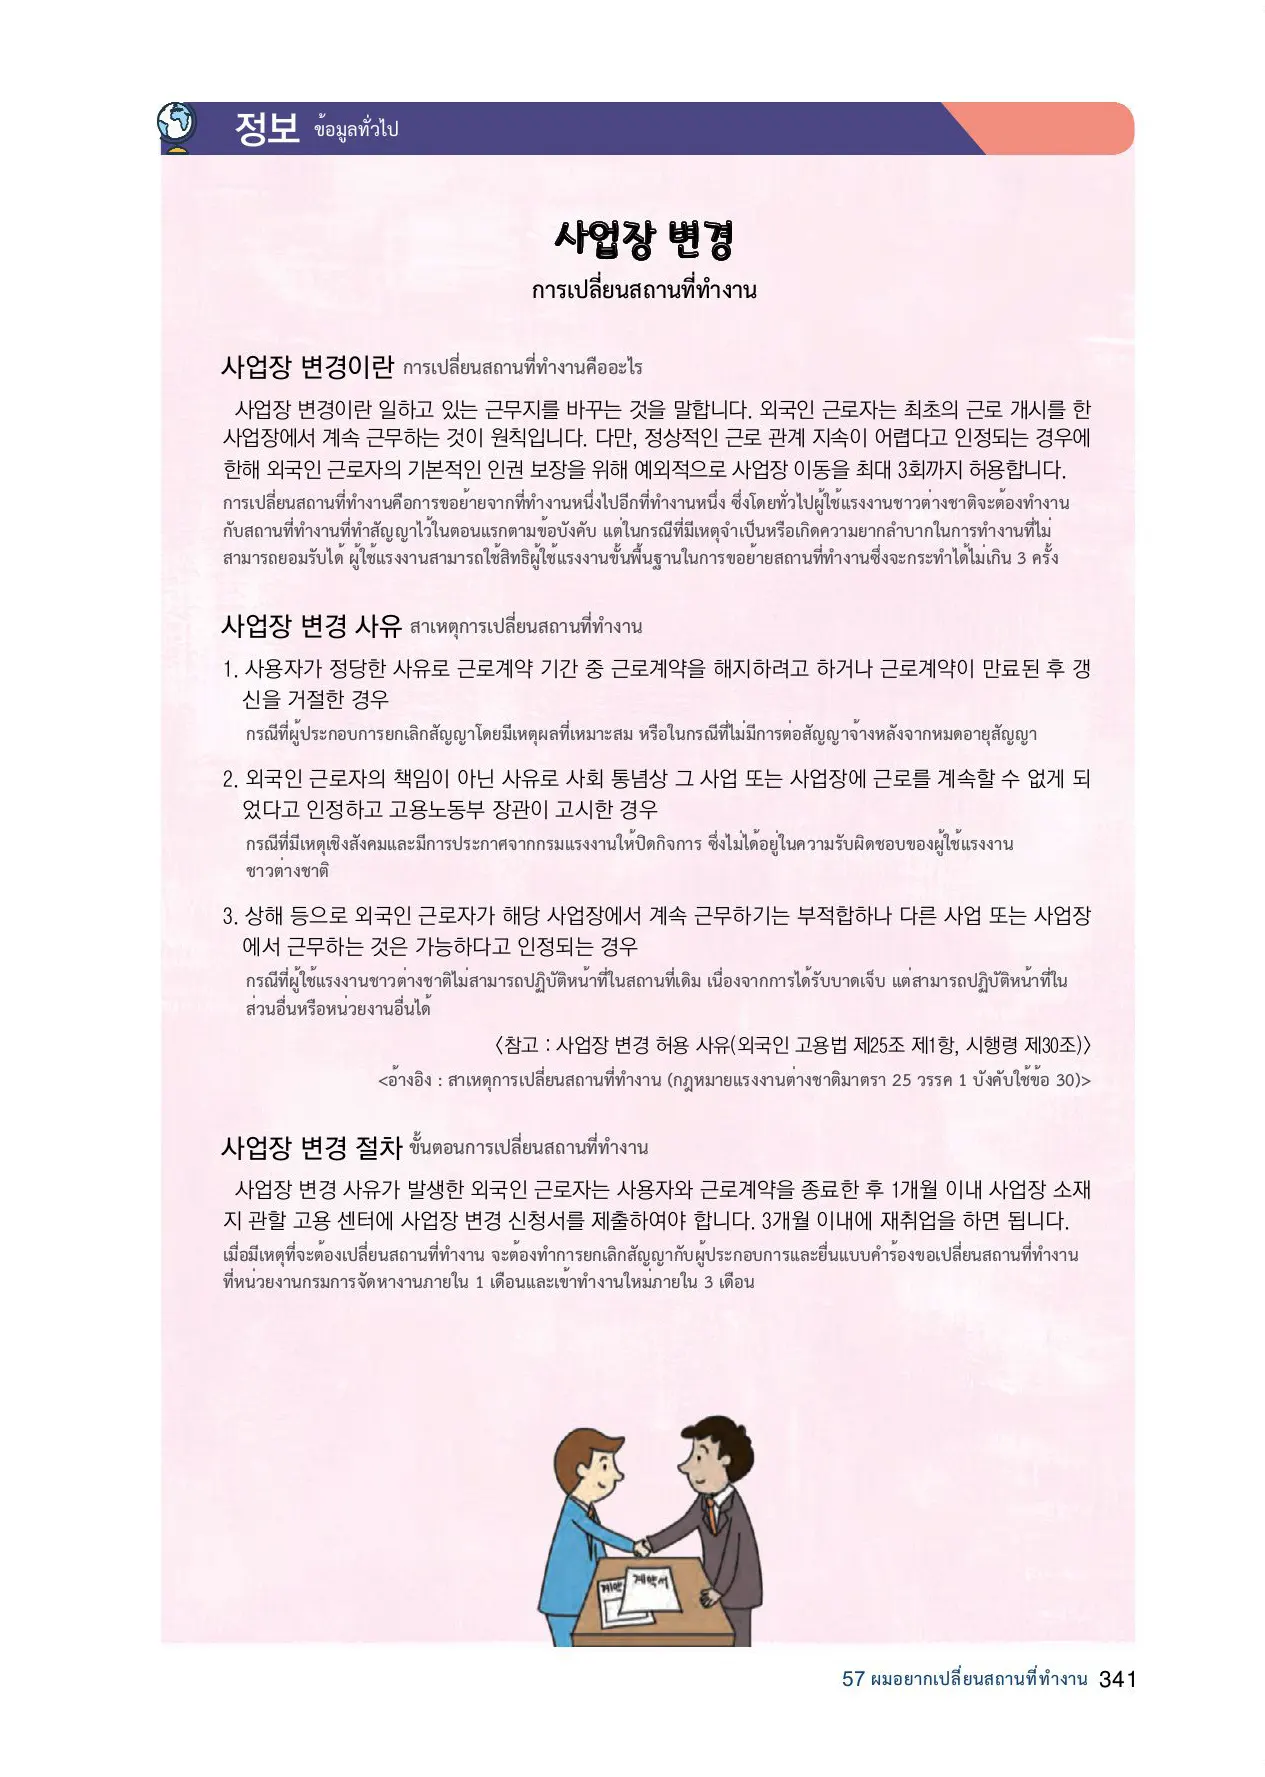 정보 ข้อมูลทั่วไป
사업장 변경
การเปลี่ยนสถานที่ทำงาน
사업장 변경이란 การเปลี่ยนสถานที่ทำงานคืออะไร
사업장 변경이란 일하고 있는 근무지를 바꾸는 것을 말합니다. 외국인 근로자는 최초의 근로 개시를 한
사업장에서 계속 근무하는 것이 원칙입니다. 다만, 정상적인 근로 관계 지속이 어렵다고 인정되는 경우에
한해 외국인 근로자의 기본적인 인권 보장을 위해 예외적으로 사업장 이동을 최대 3회까지 허용합니다.
การเปลี่ยนสถานที่ทำงานคือการขอย้ายจากที่ทำงานหนึ่งไปอีกที่ทำงานหนึ่ง ซึ่งโดยทั่วไปผู้ใช้แรงงานชาวต่างชาติจะต้องทำงาน
กับสถานที่ทำงานที่ทำสัญญาไว้ในตอนแรกตามข้อบังคับ แต่ในกรณีที่มีเหตุจำเป็นหรือเกิดความยากลำบากในการทำงานที่ไม่
สามารถยอมรับได้ ผู้ใช้แรงงานสามารถใช้สิทธิผู้ใช้แรงงานขั้นพื้นฐานในการขอย้ายสถานที่ทำงานซึ่งจะกระทำได้ไม่เกิน 3 ครั้ง
사업장 변경 사유 สาเหตุการเปลี่ยนสถานที่ทำงาน
1. 사용자가 정당한 사유로 근로계약 기간 중 근로계약을 해지하려고 하거나 근로계약이 만료된 후 갱
신을 거절한 경우
กรณีที่ผู้ประกอบการยกเลิกสัญญาโดยมีเหตุผลที่เหมาะสม หรือในกรณีที่ไม่มีการต่อสัญญาจ้างหลังจากหมดอายุสัญญา
2. 외국인 근로자의 책임이 아닌 사유로 사회 통념상 그 사업 또는 사업장에 근로를 계속할 수 없게 되
었다고 인정하고 고용노동부 장관이 고시한 경우
กรณีที่มีเหตุเชิงสังคมและมีการประกาศจากกรมแรงงานให้ปิดกิจการ ซึ่งไม่ได้อยู่ในความรับผิดชอบของผู้ใช้แรงงาน
ชาวต่างชาติ
3. 상해 등으로 외국인 근로자가 해당 사업장에서 계속 근무하기는 부적합하나 다른 사업 또는 사업장
에서 근무하는 것은 가능하다고 인정되는 경우
กรณีที่ผู้ใช้แรงงานชาวต่างชาติไม่สามารถปฏิบัติหน้าที่ในสถานที่เดิม เนื่องจากการได้รับบาดเจ็บ แต่สามารถปฏิบัติหน้าที่ใน
ส่วนอื่นหรือหน่วยงานอื่นได้
〈참고 : 사업장 변경 허용 사유(외국인 고용법 제25조 제1항, 시행령 제30조)〉
<อ้างอิง : สาเหตุการเปลี่ยนสถานที่ทำงาน (กฎหมายแรงงานต่างชาติมาตรา 25 วรรค 1 บังคับใช้ข้อ 30)>
사업장 변경 절차 ขั้นตอนการเปลี่ยนสถานที่ทำงาน
사업장 변경 사유가 발생한 외국인 근로자는 사용자와 근로계약을 종료한 후 1개월 이내 사업장 소재
지 관할 고용 센터에 사업장 변경 신청서를 제출하여야 합니다. 3개월 이내에 재취업을 하면 됩니다.
เมื่อมีเหตุที่จะต้องเปลี่ยนสถานที่ทำงาน จะต้องทำการยกเลิกสัญญากับผู้ประกอบการและยื่นแบบคำร้องขอเปลี่ยนสถานที่ทำงาน
ที่หน่วยงานกรมการจัดหางานภายใน 1 เดือนและเข้าทำงานใหม่ภายใน 3 เดือน
계약
계약서
57 ผมอยากเปลี่ยนสถานที่ทำงาน 341